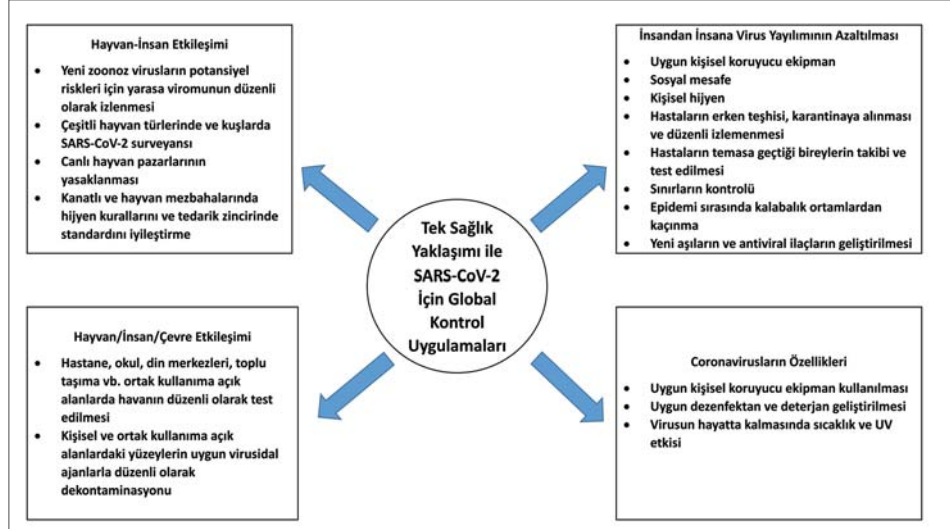 Hayvan-İnsan Etkileşimi
• Yeni zoonoz virusların potansiyel
riskleri için yarasa viromunun düzenli
olarak izlenmesi
• Çeşitli hayvan türlerinde ve kuşlarda
SARS-CoV-2 surveyansı
• Canlı hayvan pazarlarının
yasaklanması
• Kanatlı ve hayvan mezbahalarında
hijyen kurallarını ve tedarik zincirinde
standardını iyileştirme
İnsandan İnsana Virus Yayılımının Azaltılması
• Uygun kişisel koruyucu ekipman
• Sosyal mesafe
• Kişisel hijyen
• Hastaların erken teşhisi, karantinaya alınması
ve düzenli izlemenmesi
• Hastaların temasa geçtiği bireylerin takibi ve
test edilmesi
• Sınırların kontrolü
• Epidemi sırasında kalabalık ortamlardan
kaçınma
• Yeni aşıların ve antiviral ilaçların geliştirilmesi
Tek Sağlık
Yaklaşımı ile
SARS-CoV-2
İçin Global
Kontrol
Uygulamaları
Hayvan/İnsan/Çevre Etkileşimi
• Hastane, okul, din merkezleri, toplu
taşıma vb. ortak kullanıma açık
alanlarda havanın düzenli olarak test
edilmesi
• Kişisel ve ortak kullanıma açık
alanlardaki yüzeylerin uygun virusidal
ajanlarla düzenli olarak
dekontaminasyonu
Coronavirusların Özellikleri
• Uygun kişisel koruyucu ekipman kullanılması
• Uygun dezenfektan ve deterjan geliştirilmesi
• Virusun hayatta kalmasında sıcaklık ve UV
etkisi